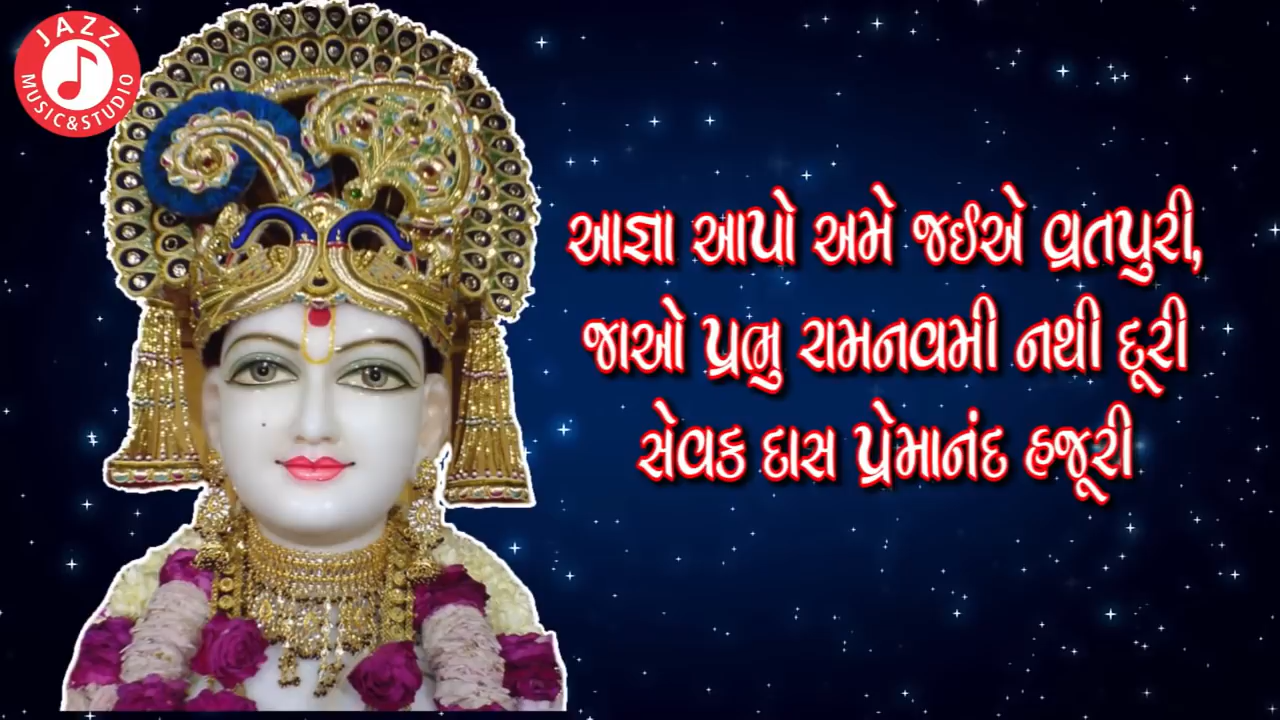 JAZZ
MUSIC&STUDIO
આજ્ઞા આપો અમે જઈએ વ્રતપુરી,
જાઓ પ્રભુ રામનવમી નથી દૂરી
સેવક દાસ પ્રેમાનંદ હજૂરી